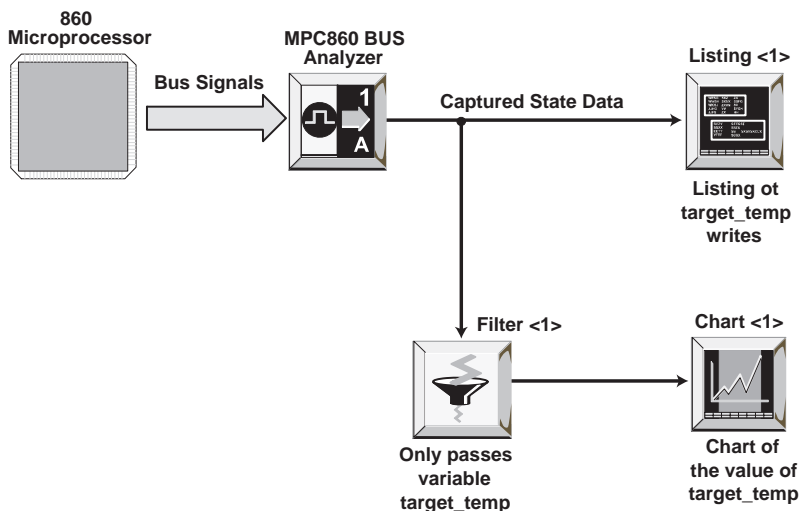 860
Microprocessor
Bus Signals
MPC860 BUS
Analyzer
1
A
Captured State Data
Listing <1>
Listing ot
target_temp
writes
Filter <1>
Only passes
variable
target_temp
Chart <1>
Chart of
the value of
target_temp